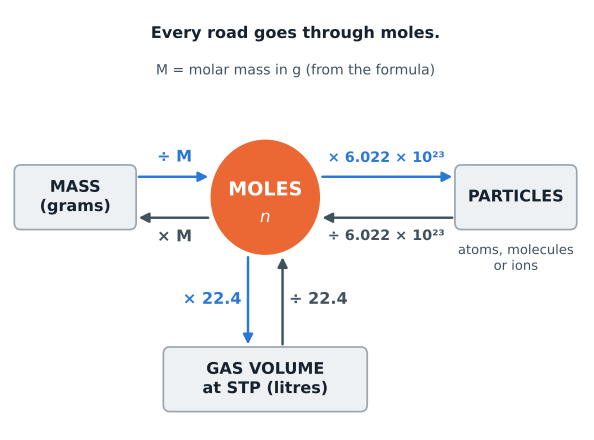 Every road goes through moles.
M = molar mass in g (from the formula)
÷ M
× 6.022 × 10²³
MASS
(grams)
MOLES
n
PARTICLES
× M
÷ 6.022 × 10²³
atoms, molecules
or ions
× 22.4
÷ 22.4
GAS VOLUME
at STP (litres)